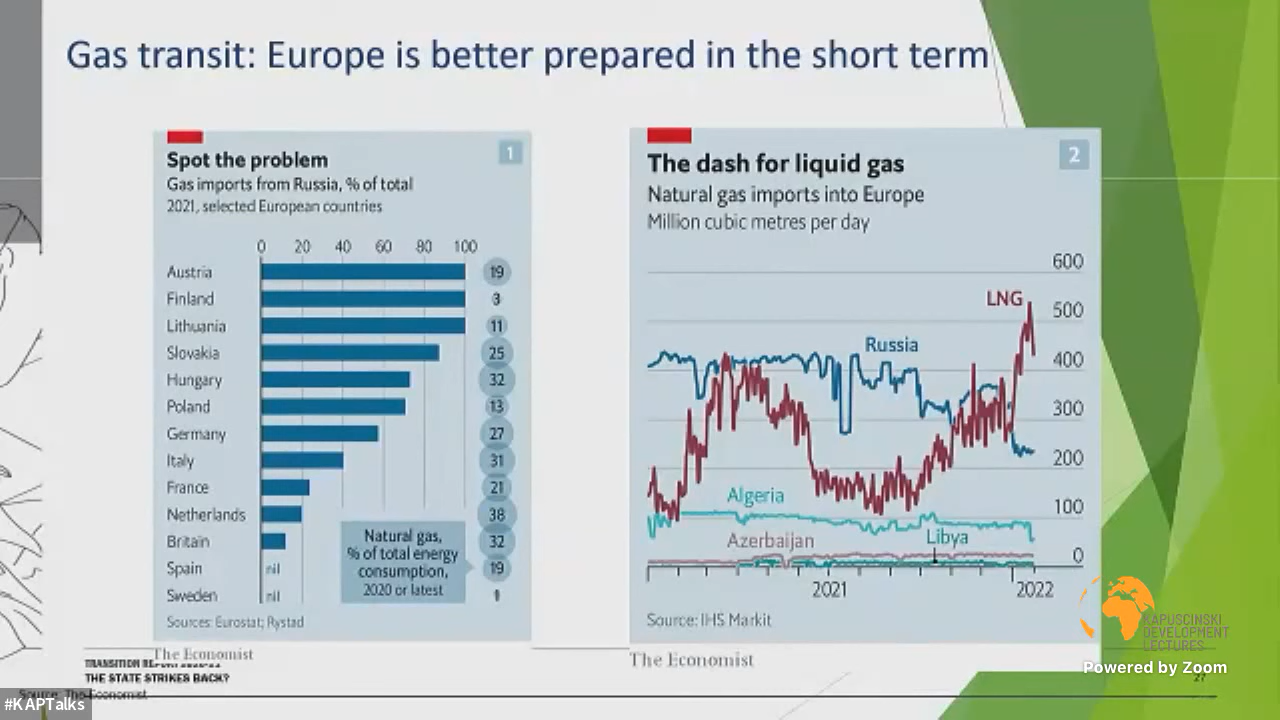 Gas transit: Europe is better prepared in the short term
Spot the problem
1
Gas imports from Russia, % of total
2021, selected European countries
0 20 40 60 80 100
Austria 19
Finland 3
Lithuania 11
Slovakia 25
Hungary 32
Poland 13
Germany 27
Italy 31
France 21
Netherlands 38
Britain 32
Spain nil 19
Sweden nil 1
Natural gas,
% of total energy
consumption,
2020 or latest
Sources: Eurostat; Rystad
The Economist
The dash for liquid gas
2
Natural gas imports into Europe
Million cubic metres per day
600
LNG
500
Russia
400
300
200
Algeria
100
Azerbaijan
Libya
0
2021 2022
Source: IHS Markit
The Economist
TRANSITION
THE STATE STRIKES BACK?
Source: The Economist
#KAPTalks
KAPUSCINSKI
DEVELOPMENT
LECTURES
Powered by Zoom
27